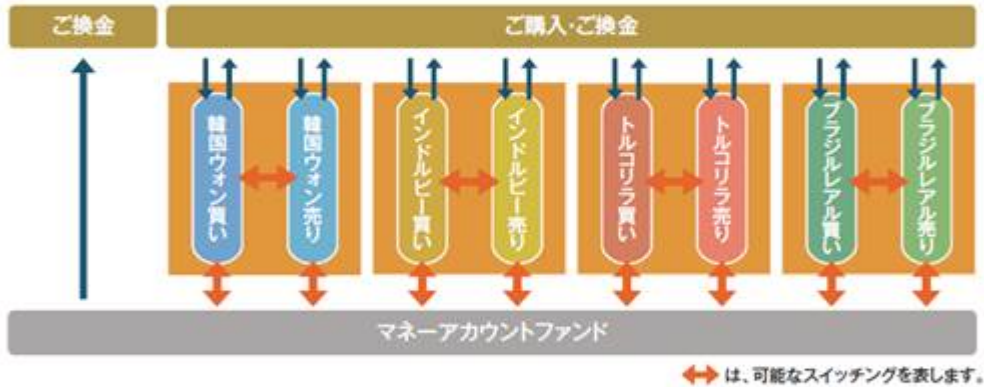 ご換金
ご購入・ご換金
韓国ウォン買い
韓国ウォン売り
インドルピー買い
インドルピー売り
トルコリラ買い
トルコリラ売り
ブラジルレアル買い
ブラジルレアル売り
マネーアカウントファンド
は、可能なスイッチングを表します。